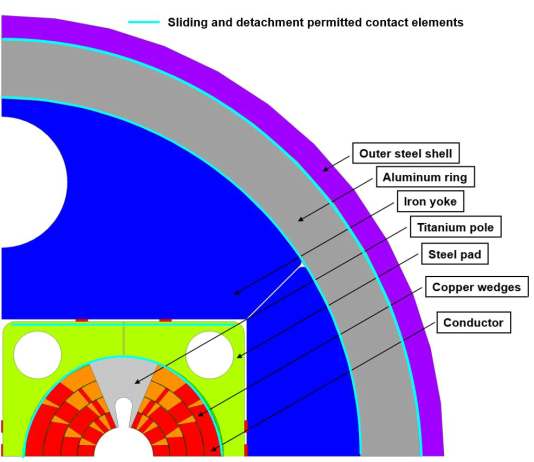 Sliding and detachment permitted contact elements
Outer steel shell
Aluminum ring
Iron yoke
Titanium pole
Steel pad
Copper wedges
Conductor